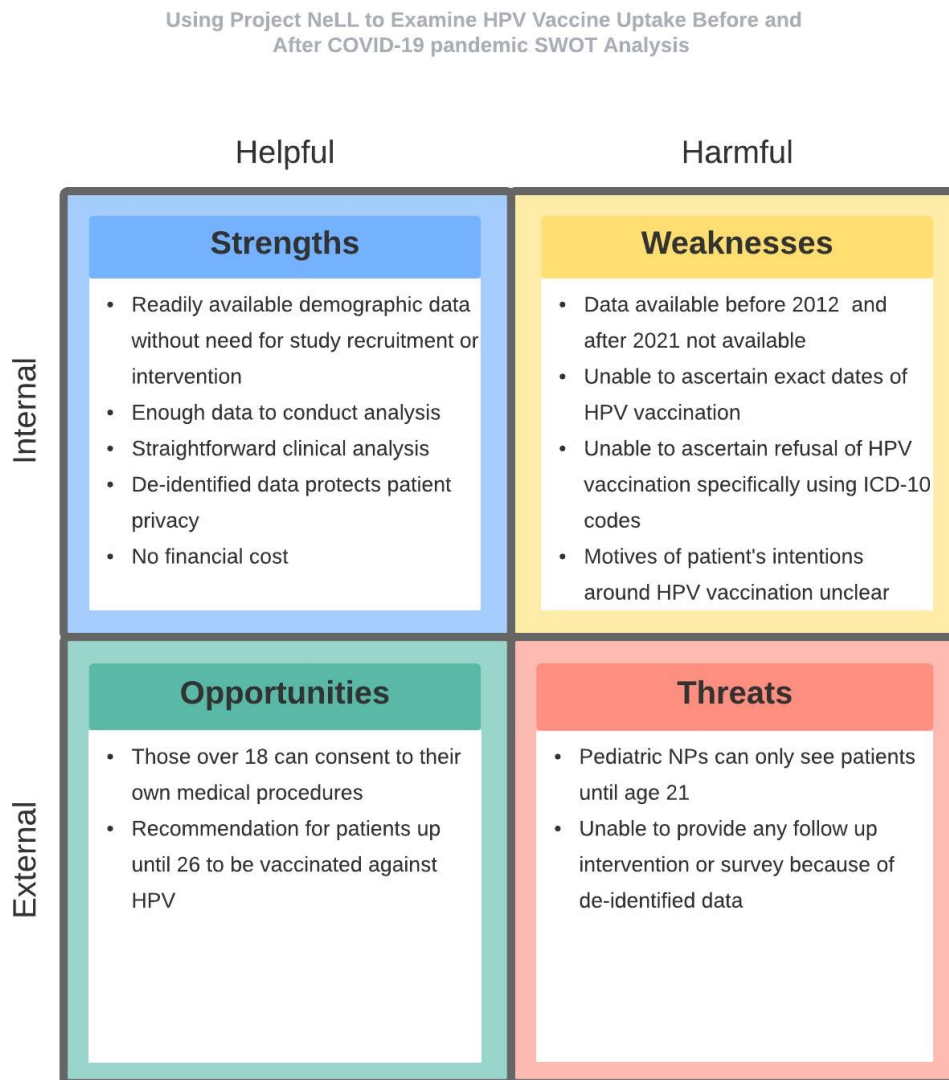 Using Project NeLL to Examine HPV Vaccine Uptake Before and
After COVID-19 pandemic SWOT Analysis
Helpful
Harmful
Internal
Strengths
• Readily available demographic data
without need for study recruitment or
intervention
• Enough data to conduct analysis
• Straightforward clinical analysis
• De-identified data protects patient
privacy
• No financial cost
Weaknesses
• Data available before 2012 and
after 2021 not available
• Unable to ascertain exact dates of
HPV vaccination
• Unable to ascertain refusal of HPV
vaccination specifically using ICD-10
codes
• Motives of patient's intentions
around HPV vaccination unclear
External
Opportunities
• Those over 18 can consent to their
own medical procedures
• Recommendation for patients up
until 26 to be vaccinated against
HPV
Threats
• Pediatric NPs can only see patients
until age 21
• Unable to provide any follow up
intervention or survey because of
de-identified data